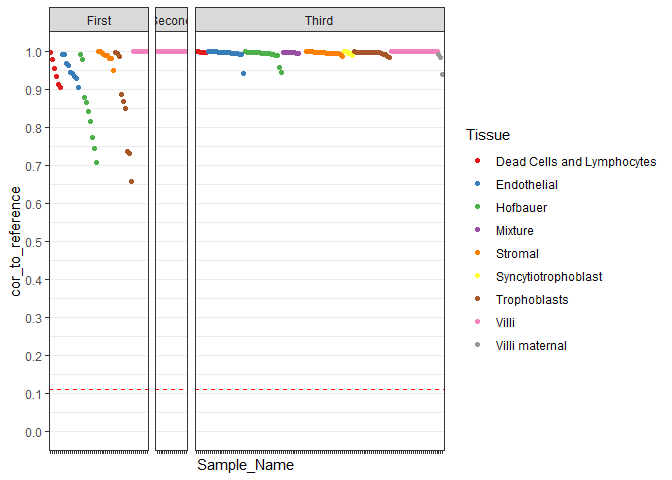 First
Second
Third
cor_to_reference
1.0
0.9
0.8
0.7
0.6
0.5
0.4
0.3
0.2
0.1
0.0
Sample_Name
Tissue
Dead Cells and Lymphocytes
Endothelial
Hofbauer
Mixture
Stromal
Syncytiotrophoblast
Trophoblasts
Villi
Villi maternal